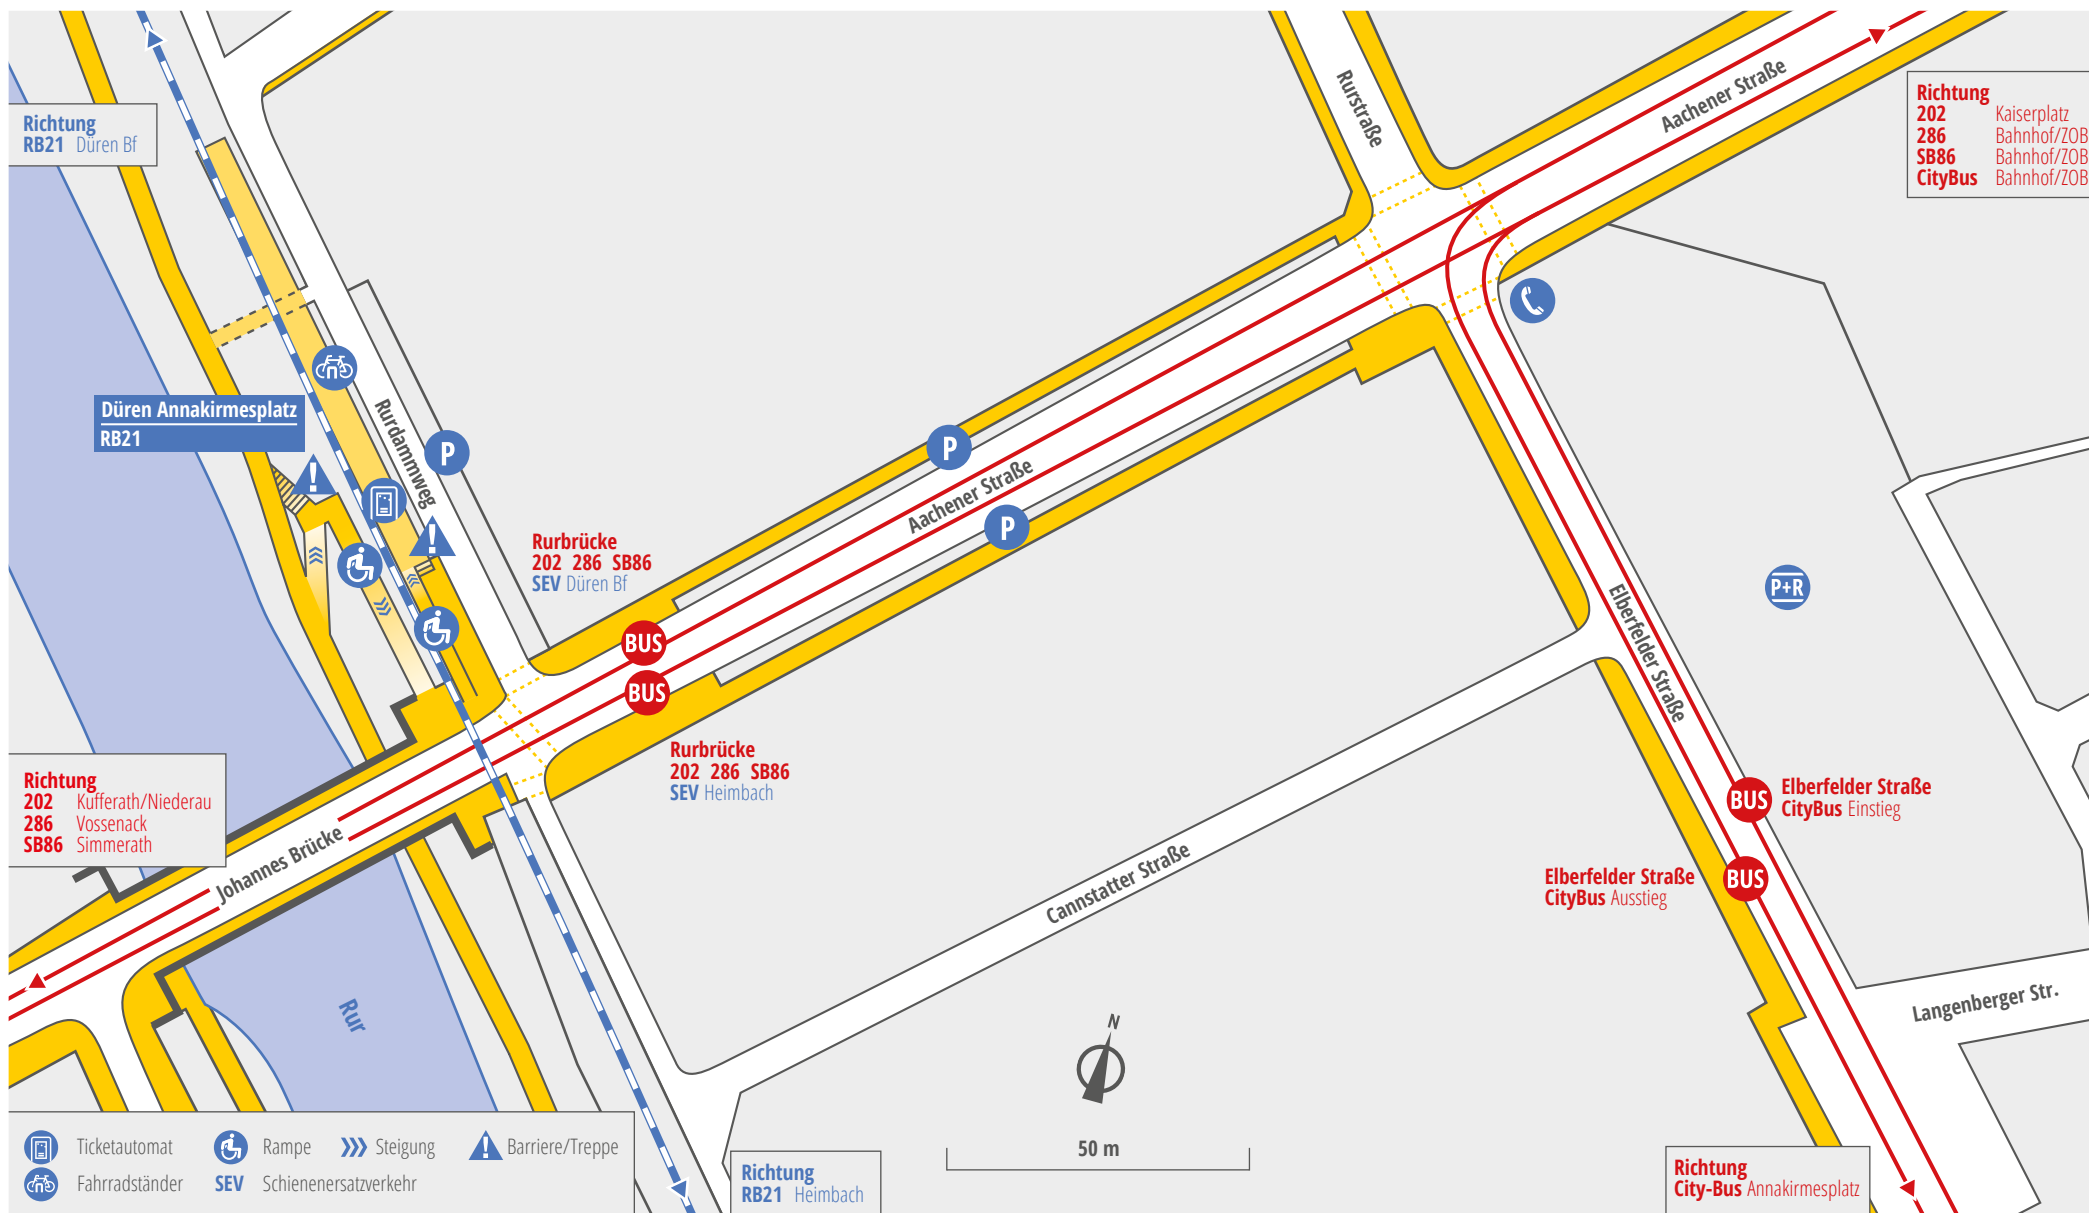 Richtung
RB21 Düren Bf
Rurstraße
Aachener Straße
Richtung
202 Kaiserplatz
286 Bahnhof/ZOB
SB86 Bahnhof/ZOB
CityBus Bahnhof/ZOB
Düren Annakirmesplatz
RB21
Rurdammweg
P
P
Aachener Straße
P
Rurbrücke
202 286 SB86
SEV Düren Bf
BUS
BUS
P+R
Elberfelder Straße
Rurbrücke
202 286 SB86
SEV Heimbach
Richtung
202 Kufferath/Niederau
286 Vossenack
SB86 Simmerath
Johannes Brücke
BUS
Elberfelder Straße
CityBus Einstieg
Elberfelder Straße
CityBus Ausstieg
BUS
Cannstatter Straße
Rur
Langenberger Str.
N
50 m
Ticketautomat
Rampe
Steigung
Barriere/Treppe
Fahrradständer
SEV Schienenersatzverkehr
Richtung
RB21 Heimbach
Richtung
City-Bus Annakirmesplatz